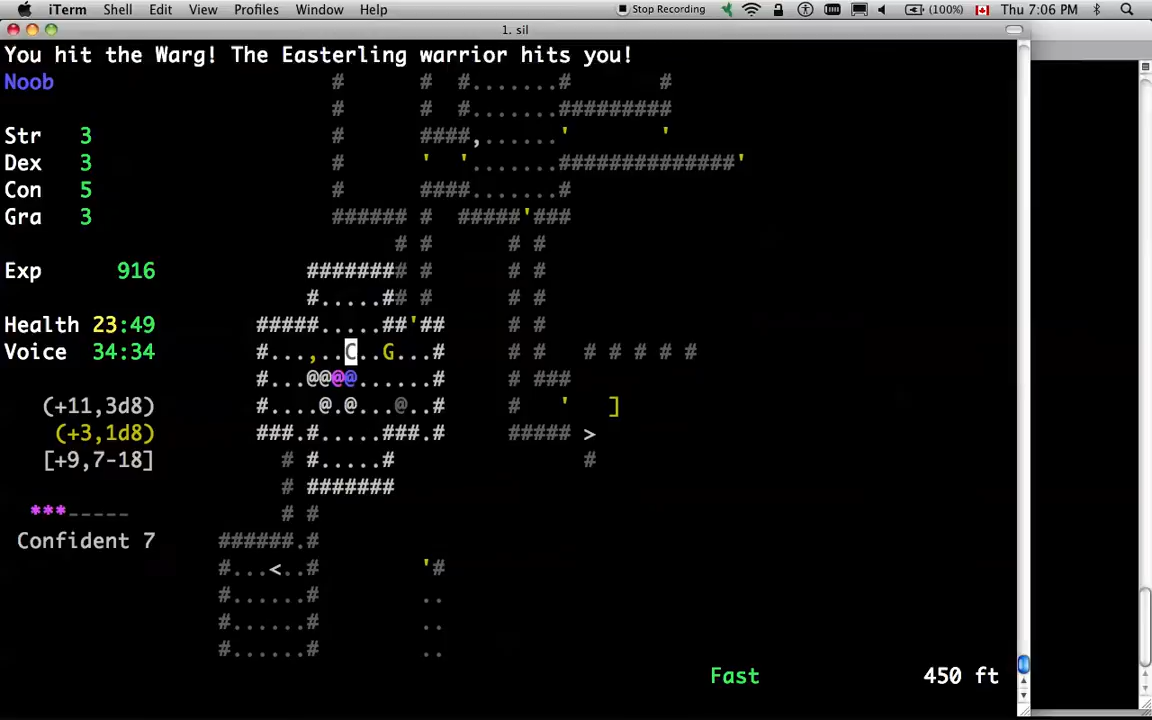 iTerm Shell Edit View Profiles Window Help Stop Recording (100%) Thu 7:06 PM
1. sil
You hit the Warg! The Easterling warrior hits you!
Noob # # #.......# #
# # #.......#########
Str 3 # ####,......' '
Dex 3 # ' '.......##############'
Con 5 # ####.......#
Gra 3 ###### # #####'###
# # # #
Exp 916 #######@# # # #
#.....## # # #
Health 23:49 #####.....##'## # #
Voice 34:34 #...,..C..G...# # # # # # # #
#...@@@@......# # ###
(+11,3d8) #....@.@...@..# # ' ]
(+3,1d8) ###.#.....###.# ##### >
[+9,7-18] # #.....# #
# #######
***----- # #
Confident 7 ######.#
#...<..# '#
#......# ..
#......# ..
#......# ..
Fast 450 ft